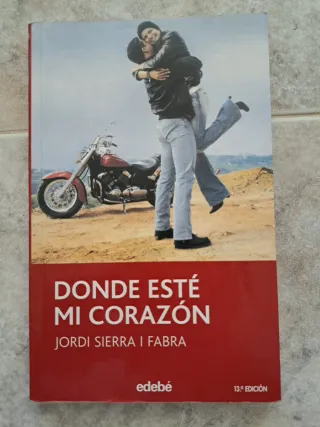 DONDE ESTÉ
MI CORAZÓN
JORDI SIERRA I FABRA
edebé
13.ª EDICIÓN